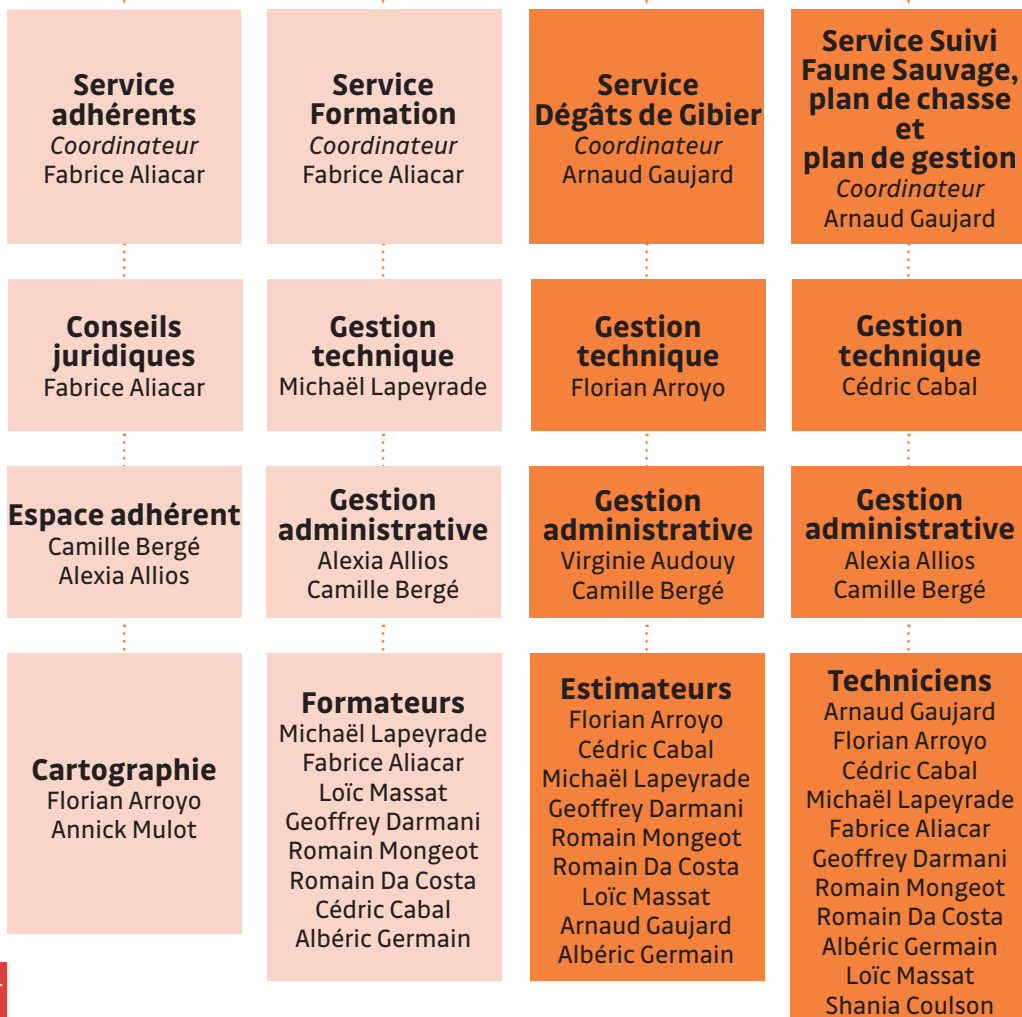 Service
adhérents
Coordinateur
Fabrice Aliacar
Conseils
juridiques
Fabrice Aliacar
Espace adhérent
Camille Bergé
Alexia Allios
Cartographie
Florian Arroyo
Annick Mulot
Service
Formation
Coordinateur
Fabrice Aliacar
Gestion
technique
Michaël Lapeyrade
Gestion
administrative
Alexia Allios
Camille Bergé
Formateurs
Michaël Lapeyrade
Fabrice Aliacar
Loïc Massat
Geoffrey Darmani
Romain Mongeot
Romain Da Costa
Cédric Cabal
Albéric Germain
Service
Dégâts de Gibier
Coordinateur
Arnaud Gaujard
Gestion
technique
Florian Arroyo
Gestion
administrative
Virginie Audouy
Camille Bergé
Estimateurs
Florian Arroyo
Cédric Cabal
Michaël Lapeyrade
Geoffrey Darmani
Romain Mongeot
Romain Da Costa
Loïc Massat
Arnaud Gaujard
Albéric Germain
Service Suivi
Faune Sauvage,
plan de chasse
et
plan de gestion
Coordinateur
Arnaud Gaujard
Gestion
technique
Cédric Cabal
Gestion
administrative
Alexia Allios
Camille Bergé
Techniciens
Arnaud Gaujard
Florian Arroyo
Cédric Cabal
Michaël Lapeyrade
Fabrice Aliacar
Geoffrey Darmani
Romain Mongeot
Romain Da Costa
Albéric Germain
Loïc Massat
Shania Coulson